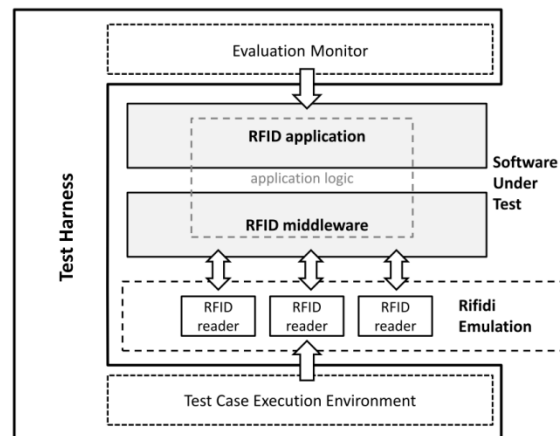 Evaluation Monitor
RFID application
application logic
RFID middleware
Software
Under
Test
Test Harness
RFID
reader
RFID
reader
RFID
reader
Rifidi
Emulation
Test Case Execution Environment